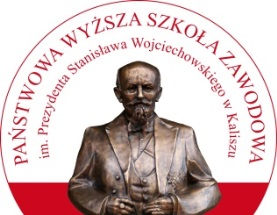 PAŃSTWOWA WYŻSZA SZKOŁA ZAWODOWA
im. Prezydenta Stanisława Wojciechowskiego w Kaliszu